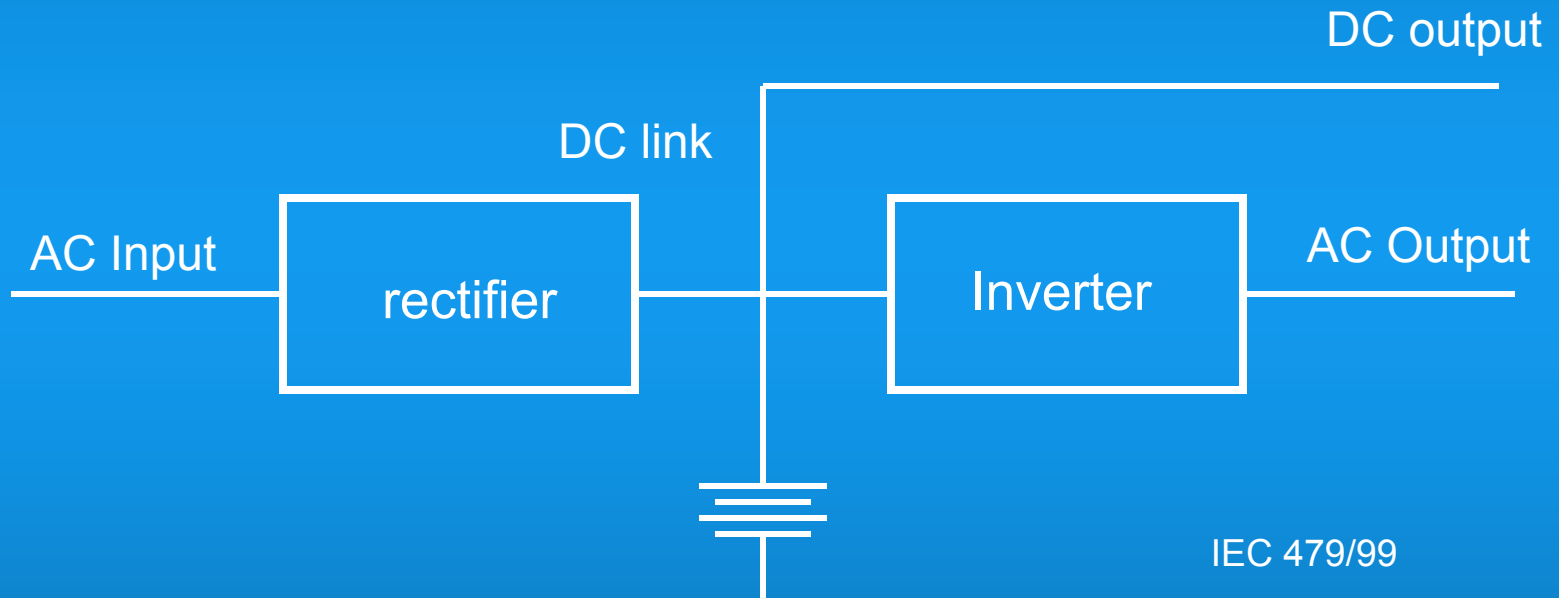 DC output
DC link
AC Input
rectifier
Inverter
AC Output
IEC 479/99